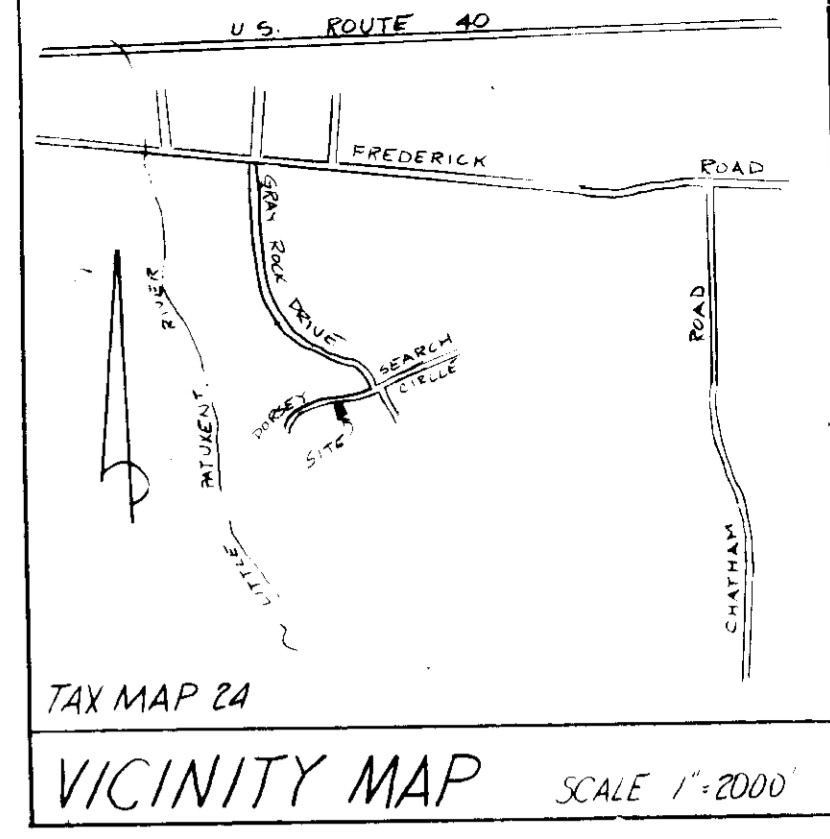 U.S. ROUTE 40
FREDERICK ROAD
GRAY ROCK DRIVE
RIVER
ROAD
SEARCH
CIRCLE
DORSEY
SITE
PATUXENT
LITTLE
CHATHAM
TAX MAP 24
VICINITY MAP SCALE 1"=2000'